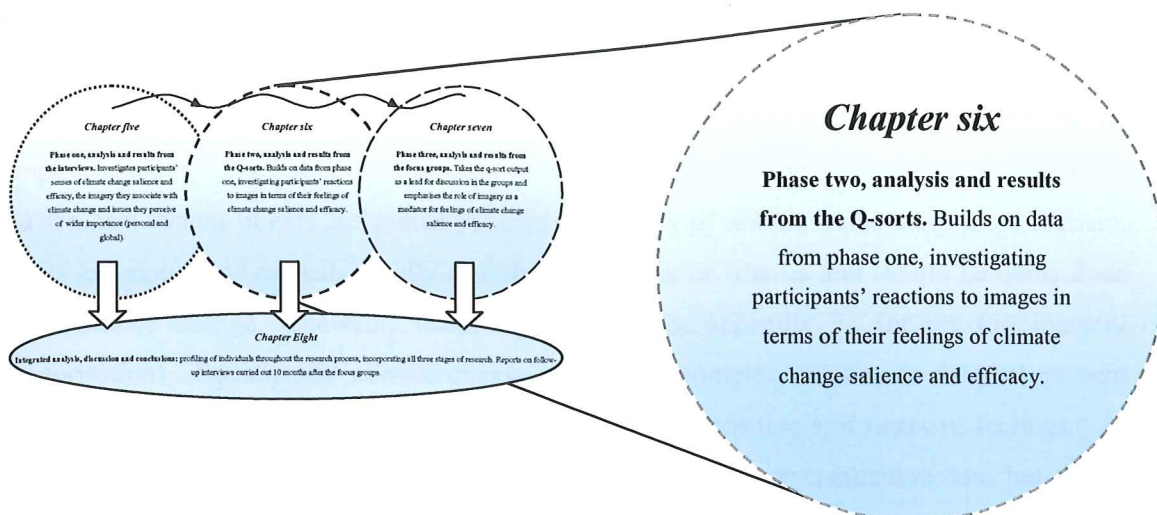 Chapter five
Phase one, analysis and results from
the interviews. Investigates participants'
senses of climate change salience and
efficacy, the imagery they associate with
climate change and issues they perceive
of wider importance (personal and
global).
Chapter six
Phase two, analysis and results from
the Q-sorts. Builds on data from phase
one, investigating participants' reactions
to images in terms of their feelings of
climate change salience and efficacy.
Chapter seven
Phase three, analysis and results from
the focus groups. Takes the q-sort output
as a lead for discussion in the groups and
emphasises the role of imagery as a
mediator for feelings of climate change
salience and efficacy.
Chapter Eight
Integrated analysis, discussion and conclusions: profiling of individuals throughout the research process, incorporating all three stages of research. Reports on follow-
up interviews carried out 10 months after the focus groups.
Chapter six
Phase two, analysis and results
from the Q-sorts. Builds on data
from phase one, investigating
participants' reactions to images in
terms of their feelings of climate
change salience and efficacy.